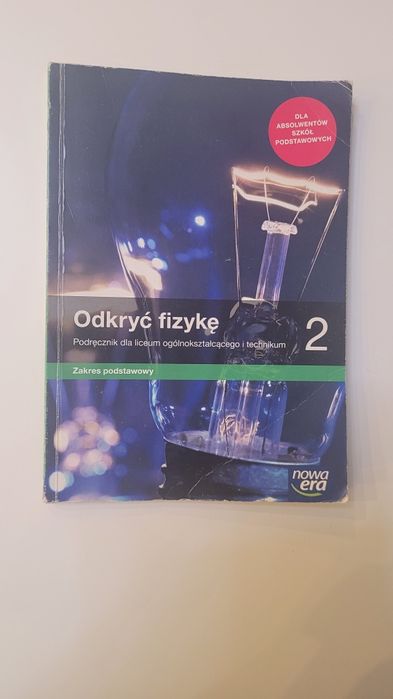 DLA
ABSOLWENTÓW
SZKÓŁ
PODSTAWOWYCH
Odkryć fizykę
2
Podręcznik dla liceum ogólnokształcącego i technikum
Zakres podstawowy
nowa
era